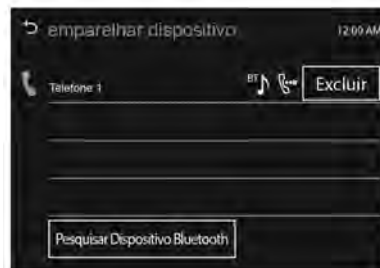 emparelhar dispositivo 12:00 AM
Telefone 1 BT Excluir
Pesquisar Dispositivo Bluetooth